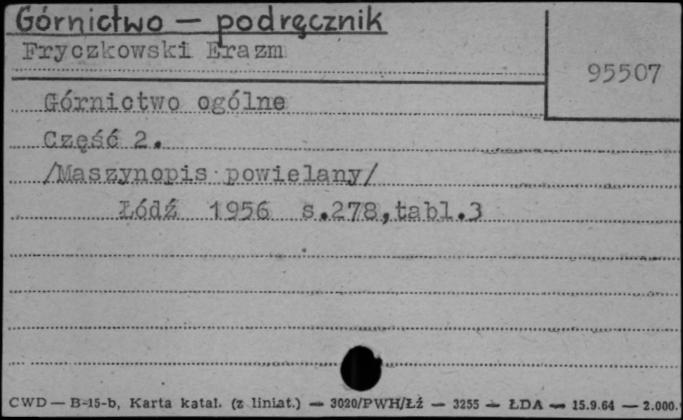 Górnictwo — podręcznik
Fryczkowski Erazm
95507
Górnictwo ogólne
Część 2.
/Maszynopis powielany/
Łódź 1956 s.278,tabl.3
CWD — B-15-b, Karta katal. (z liniat.) — 3020/PWH/Łź — 3255 — ŁDA — 15.9.64 — 2.000.